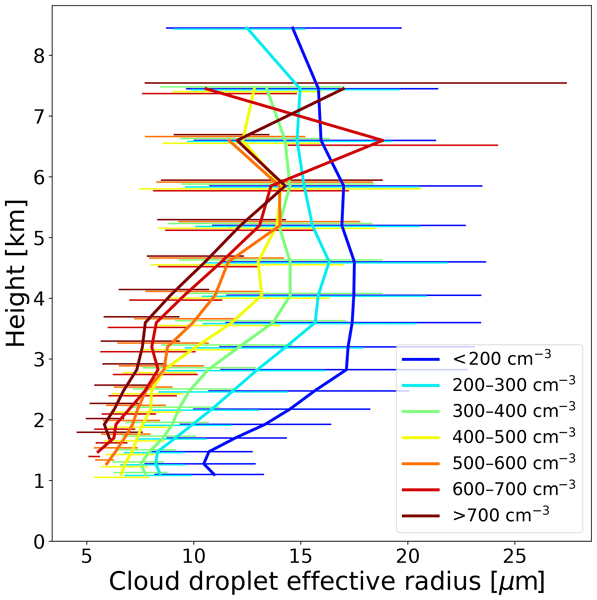 8
7
6
5
4
3
2
1
0
Height [km]
<200 cm⁻³
200–300 cm⁻³
300–400 cm⁻³
400–500 cm⁻³
500–600 cm⁻³
600–700 cm⁻³
>700 cm⁻³
5 10 15 20 25
Cloud droplet effective radius [μm]